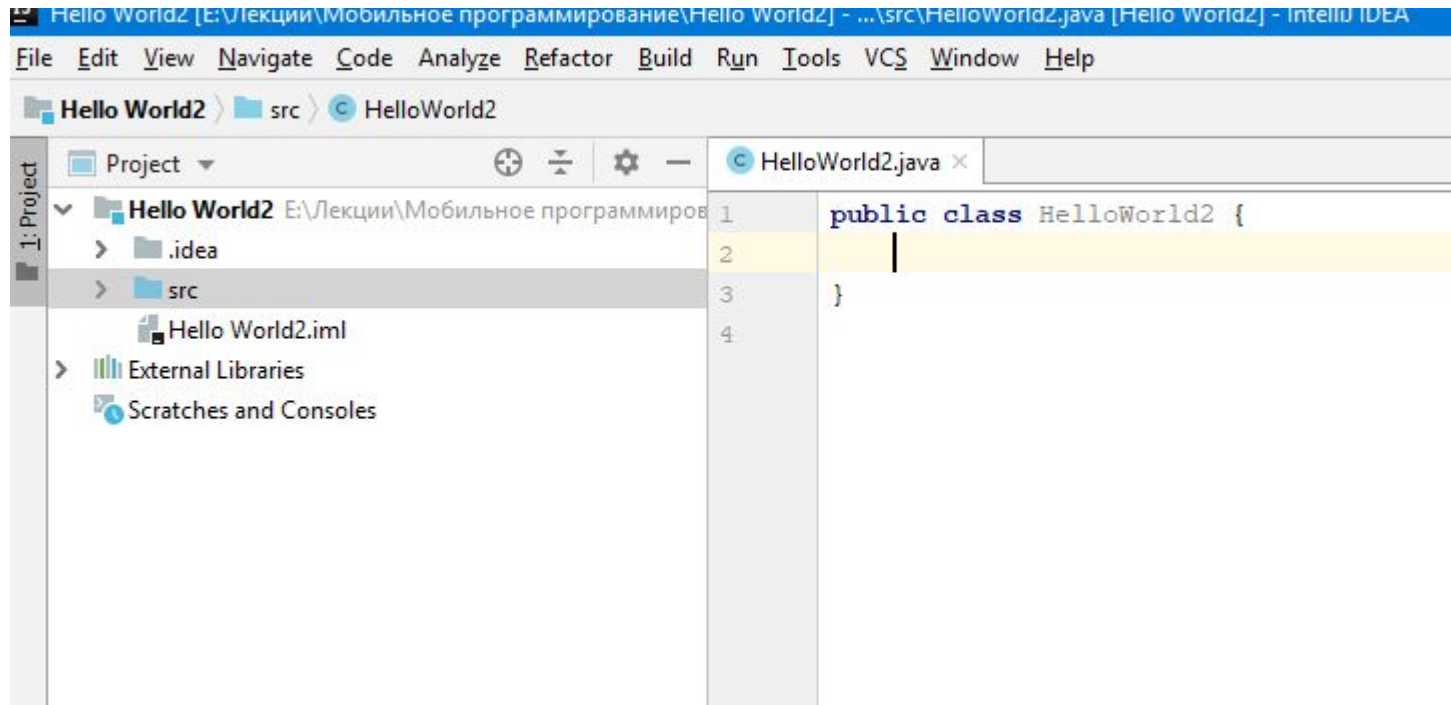 Hello World2 [E:\Лекции\Мобильное программирование\Hello World2] - ...\src\HelloWorld2.java [Hello World2] - IntelliJ IDEA
File Edit View Navigate Code Analyze Refactor Build Run Tools VCS Window Help
Hello World2 src HelloWorld2
1: Project
Project
Hello World2 E:\Лекции\Мобильное программиров
.idea
src
Hello World2.iml
External Libraries
Scratches and Consoles
HelloWorld2.java
1 public class HelloWorld2 {
2
3 }
4